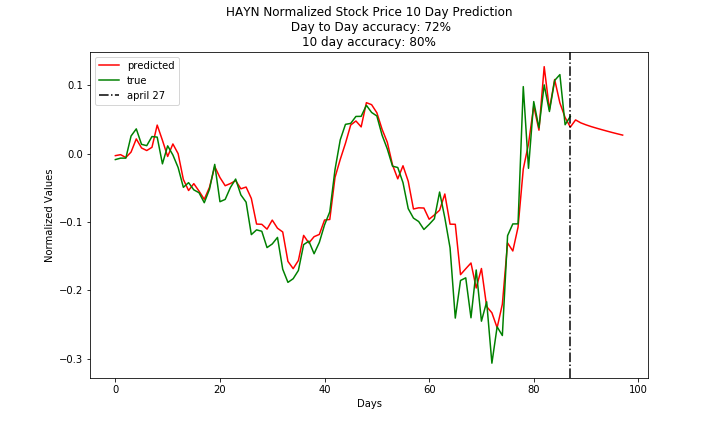 HAYN Normalized Stock Price 10 Day Prediction
Day to Day accuracy: 72%
10 day accuracy: 80%
predicted
true
april 27
0.1
0.0
−0.1
−0.2
−0.3
Normalized Values
0 20 40 60 80 100
Days